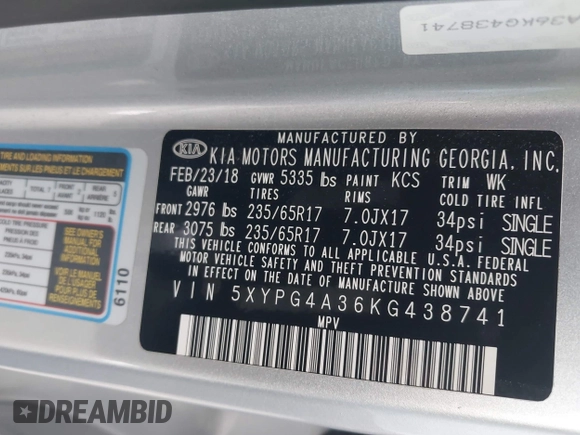 A36KG438741
MANUFACTURED BY
KIA KIA MOTORS MANUFACTURING GEORGIA, INC.
FEB/23/18 GVWR 5335 lbs PAINT KCS TRIM WK
GAWR TIRES RIMS COLD TIRE INFL
FRONT 2976 lbs 235/65R17 7.0JX17 34psi SINGLE
REAR 3075 lbs 235/65R17 7.0JX17 34psi SINGLE
THIS VEHICLE CONFORMS TO ALL APPLICABLE U.S.A. FEDERAL
MOTOR VEHICLE SAFETY AND THEFT PREVENTION STANDARDS
IN EFFECT ON THE DATE OF MANUFACTURE SHOWN ABOVE.
VIN 5XYPG4A36KG438741
MPV
TIRE AND LOADING INFORMATION
SEE OWNER'S
MANUAL FOR
ADDITIONAL
INFORMATION
6110
DREAMBID